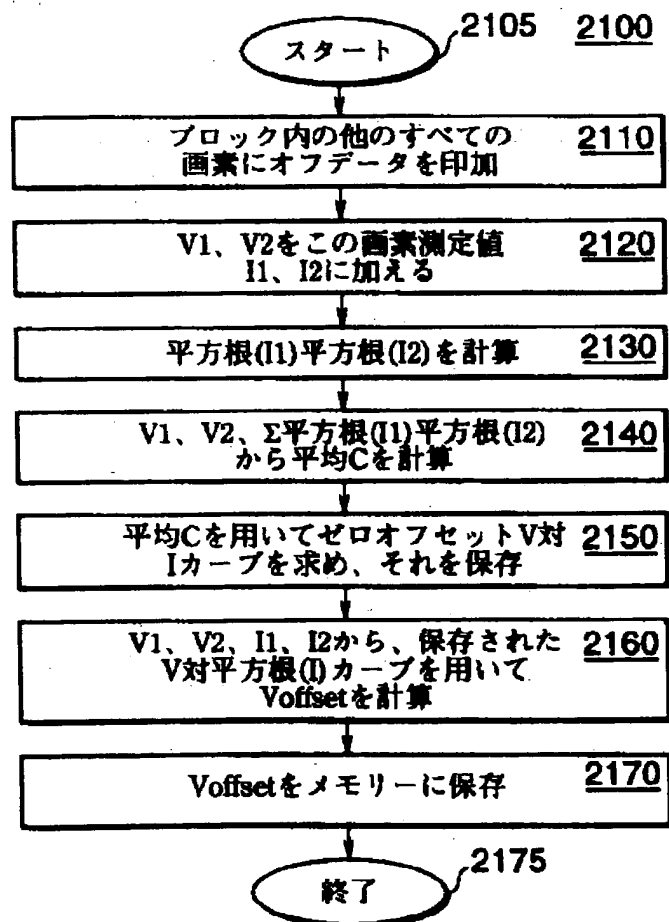 スタート 2105 2100
ブロック内の他のすべての 2110
画素にオフデータを印加
V1、V2をこの画素測定値 2120
I1、I2に加える
平方根(I1)平方根(I2)を計算 2130
V1、V2、Σ平方根(I1)平方根(I2) 2140
から平均Cを計算
平均Cを用いてゼロオフセットV対 2150
Iカーブを求め、それを保存
V1、V2、I1、I2から、保存された 2160
V対平方根(I)カーブを用いて
Voffsetを計算
Voffsetをメモリーに保存 2170
終了 2175